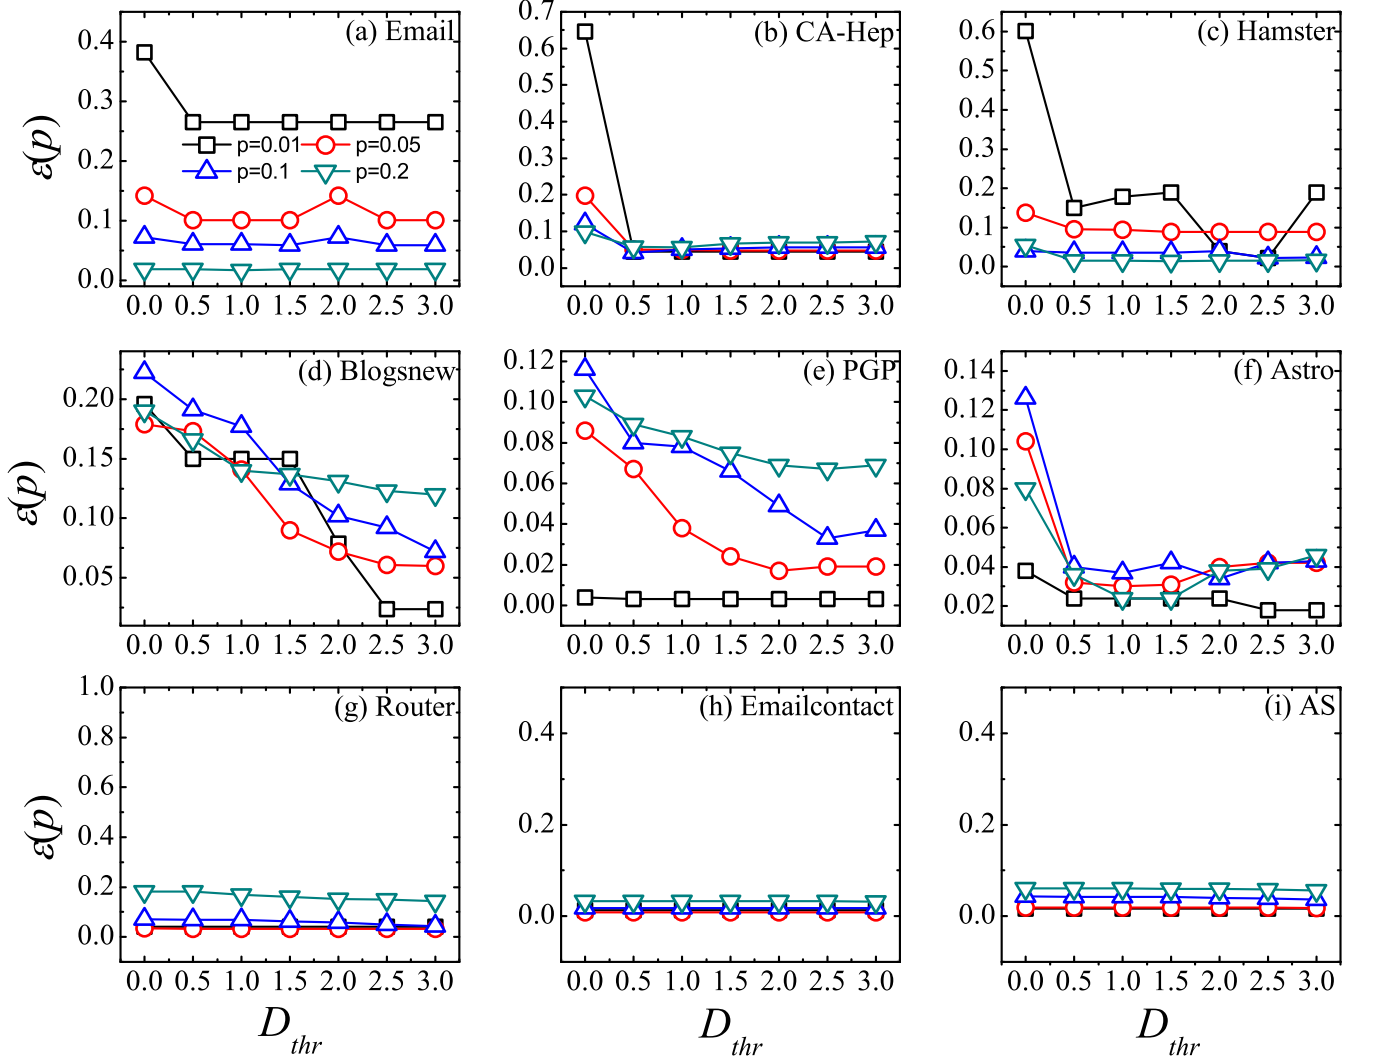 (a) Email
0.4
0.3
0.2
0.1
0.0
ε(p)
p=0.01 p=0.05
p=0.1 p=0.2
0.0 0.5 1.0 1.5 2.0 2.5 3.0
(b) CA-Hep
0.7
0.6
0.5
0.4
0.3
0.2
0.1
0.0
0.0 0.5 1.0 1.5 2.0 2.5 3.0
(c) Hamster
0.6
0.5
0.4
0.3
0.2
0.1
0.0
0.0 0.5 1.0 1.5 2.0 2.5 3.0
(d) Blogsnew
0.20
0.15
0.10
0.05
ε(p)
0.0 0.5 1.0 1.5 2.0 2.5 3.0
(e) PGP
0.12
0.10
0.08
0.06
0.04
0.02
0.00
0.0 0.5 1.0 1.5 2.0 2.5 3.0
(f) Astro
0.14
0.12
0.10
0.08
0.06
0.04
0.02
0.0 0.5 1.0 1.5 2.0 2.5 3.0
(g) Router
1.0
0.8
0.6
0.4
0.2
0.0
ε(p)
0.0 0.5 1.0 1.5 2.0 2.5 3.0
D thr
(h) Emailcontact
0.4
0.2
0.0
0.0 0.5 1.0 1.5 2.0 2.5 3.0
D thr
(i) AS
0.4
0.2
0.0
0.0 0.5 1.0 1.5 2.0 2.5 3.0
D thr